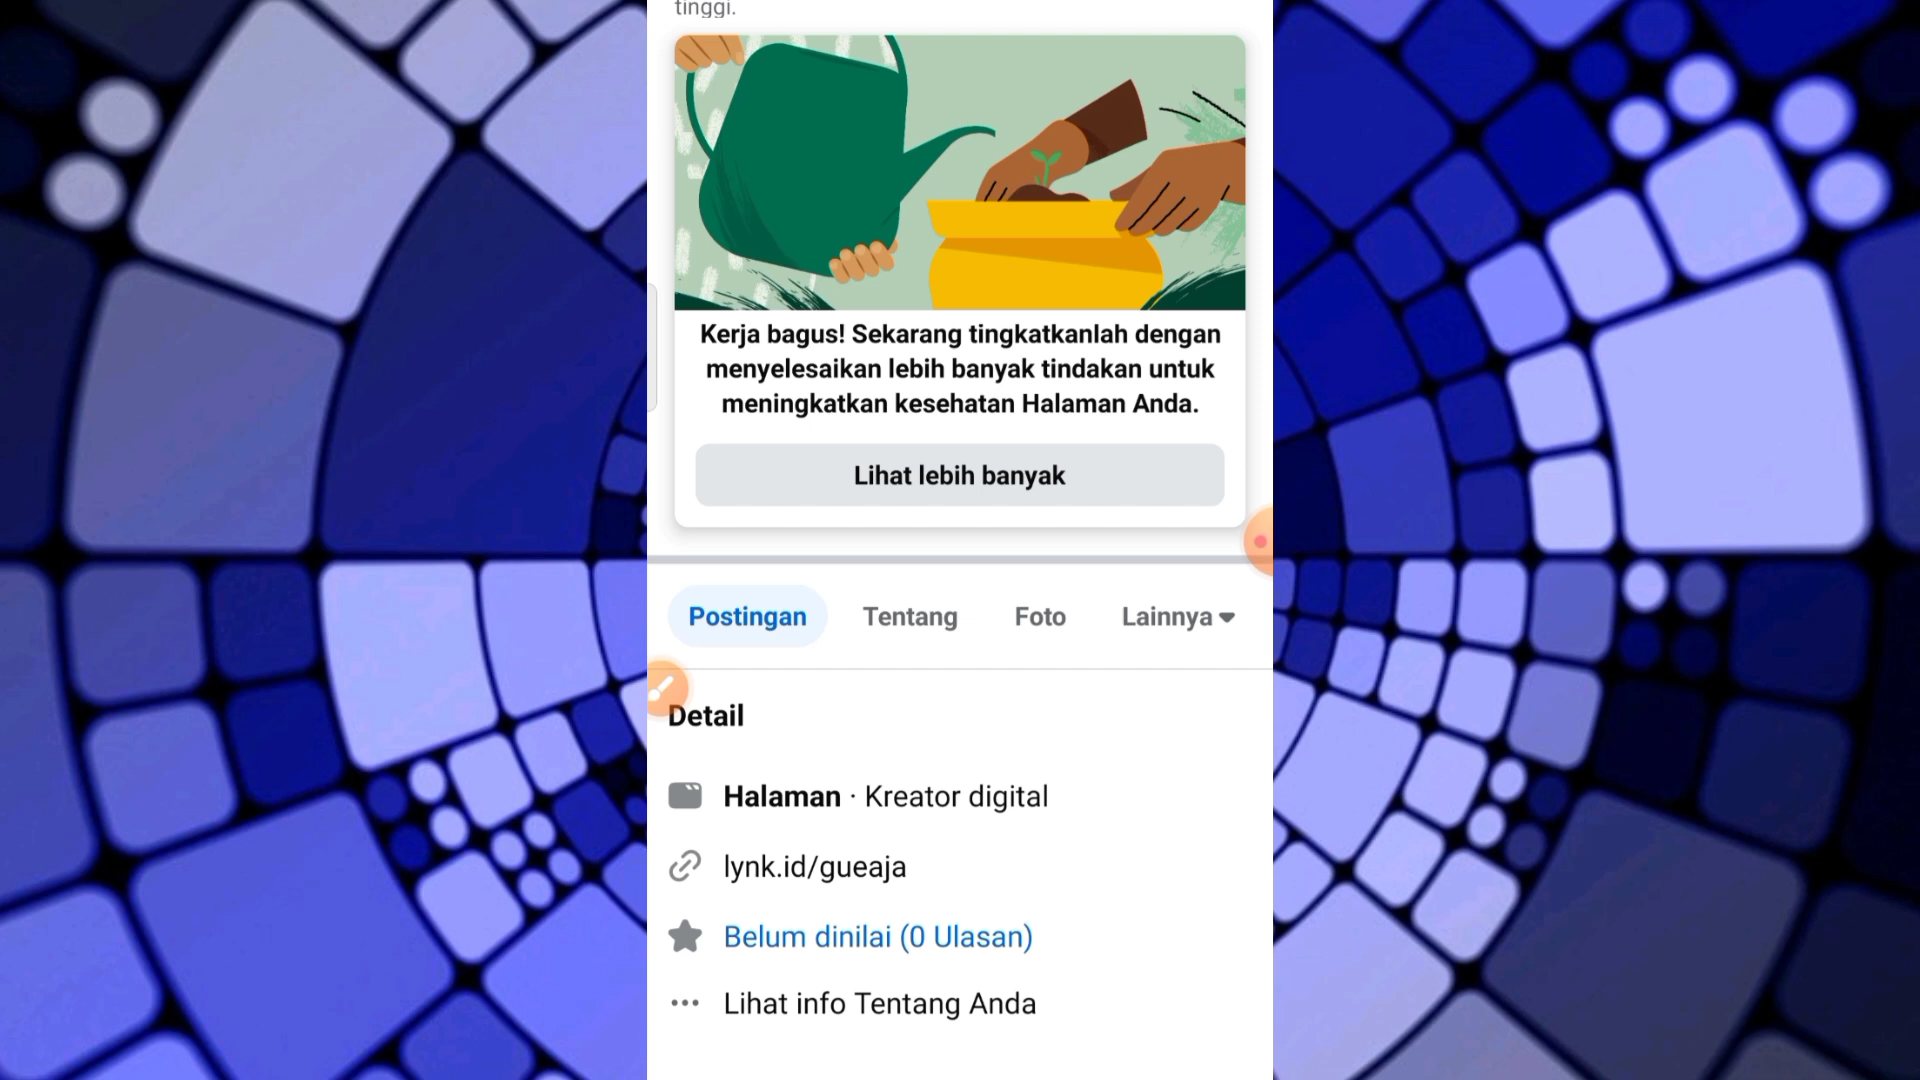 tinggi.
Kerja bagus! Sekarang tingkatkanlah dengan
menyelesaikan lebih banyak tindakan untuk
meningkatkan kesehatan Halaman Anda.
Lihat lebih banyak
Postingan Tentang Foto Lainnya
Detail
Halaman · Kreator digital
lynk.id/gueaja
Belum dinilai (0 Ulasan)
Lihat info Tentang Anda